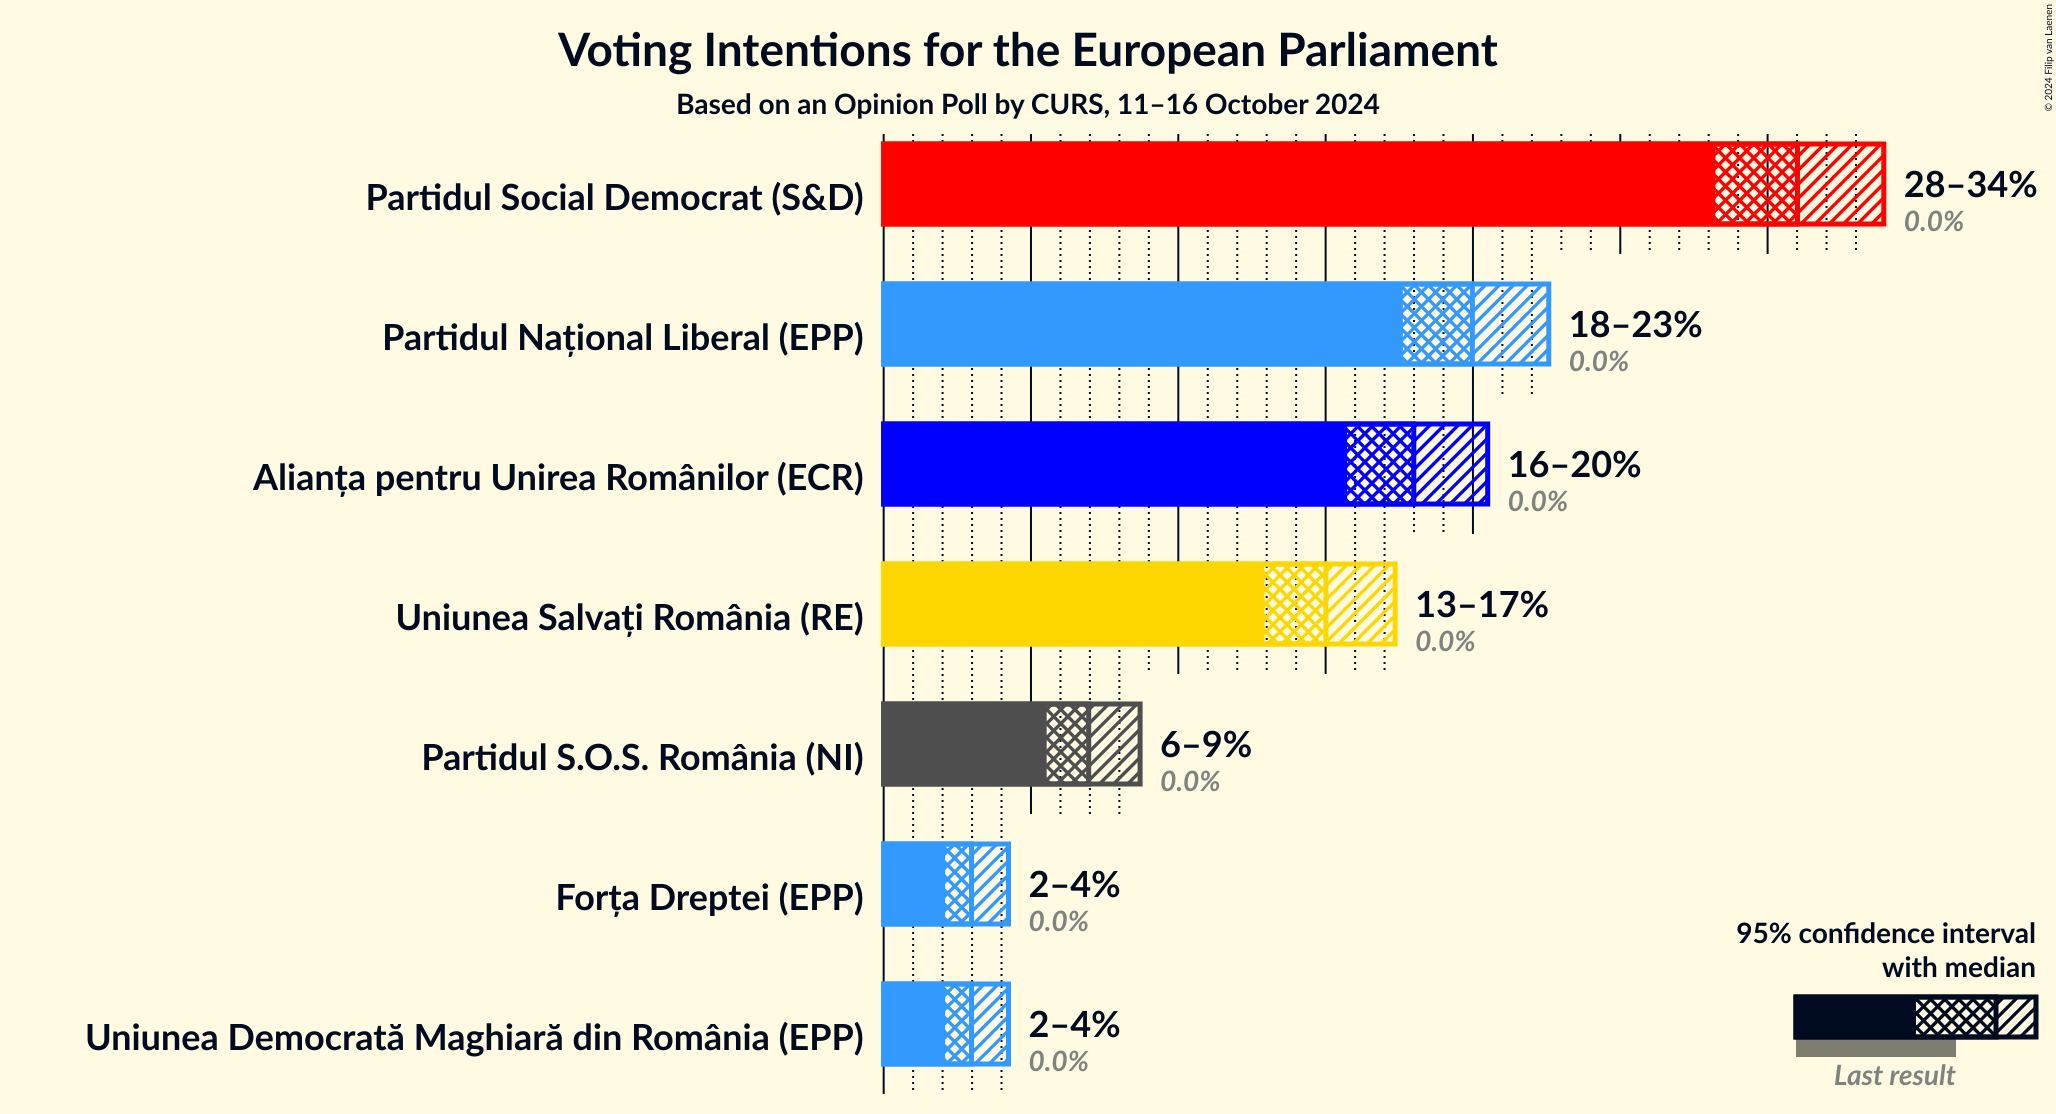 Voting Intentions for the European Parliament
Based on an Opinion Poll by CURS, 11–16 October 2024
© 2024 Filip van Laenen
Partidul Social Democrat (S&D)
28–34%
0.0%
Partidul Național Liberal (EPP)
18–23%
0.0%
Alianța pentru Unirea Românilor (ECR)
16–20%
0.0%
Uniunea Salvați România (RE)
13–17%
0.0%
Partidul S.O.S. România (NI)
6–9%
0.0%
Forța Dreptei (EPP)
2–4%
0.0%
Uniunea Democrată Maghiară din România (EPP)
2–4%
0.0%
95% confidence interval
with median
Last result